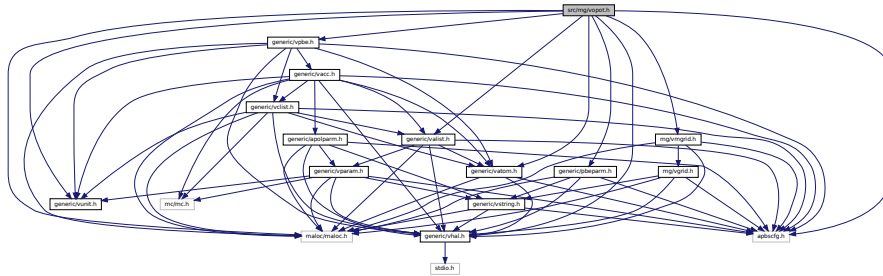 src/mg/vopot.h
generic/vpbe.h
generic/vacc.h
generic/vclist.h
generic/apolparm.h
generic/valist.h
mg/vmgrid.h
generic/vparam.h
generic/vatom.h
generic/pbeparm.h
mg/vgrid.h
generic/vunit.h
mc/mc.h
generic/vstring.h
maloc/maloc.h
generic/vhal.h
apbscfg.h
stdio.h